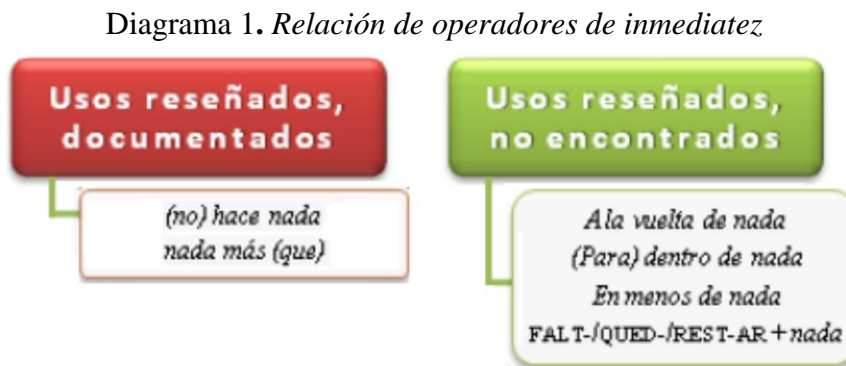 Diagrama 1. Relación de operadores de inmediatez
Usos reseñados,
documentados
(no) hace nada
nada más (que)
Usos reseñados,
no encontrados
A la vuelta de nada
(Para) dentro de nada
En menos de nada
FALT-/QUED-/REST-AR + nada